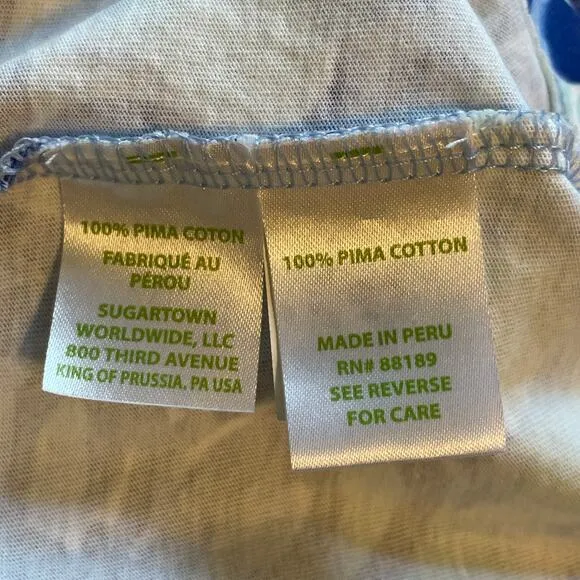 100% PIMA COTON
FABRIQUÉ AU
PÉROU
SUGARTOWN
WORLDWIDE, LLC
800 THIRD AVENUE
KING OF PRUSSIA, PA USA
100% PIMA COTTON
MADE IN PERU
RN# 88189
SEE REVERSE
FOR CARE